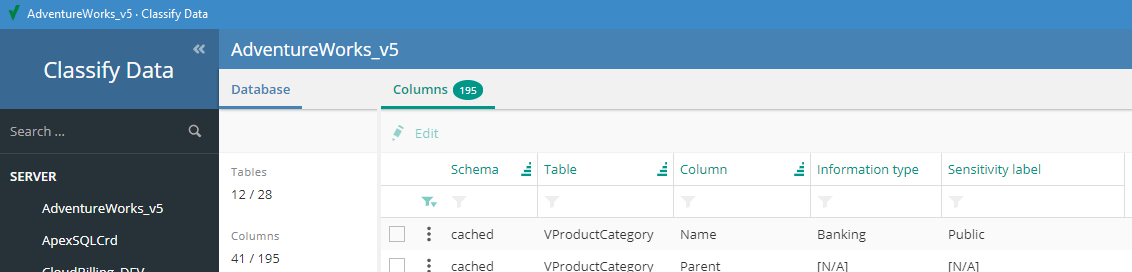 AdventureWorks_v5 · Classify Data
Classify Data
Search ...
SERVER
AdventureWorks_v5
ApexSQLCrd
CloudBilling_DEV
AdventureWorks_v5
Database
Tables
12 / 28
Columns
41 / 195
Columns 195
Edit
Schema Table Column Information type Sensitivity label
cached VProductCategory Name Banking Public
cached VProductCategory Parent [N/A] [N/A]